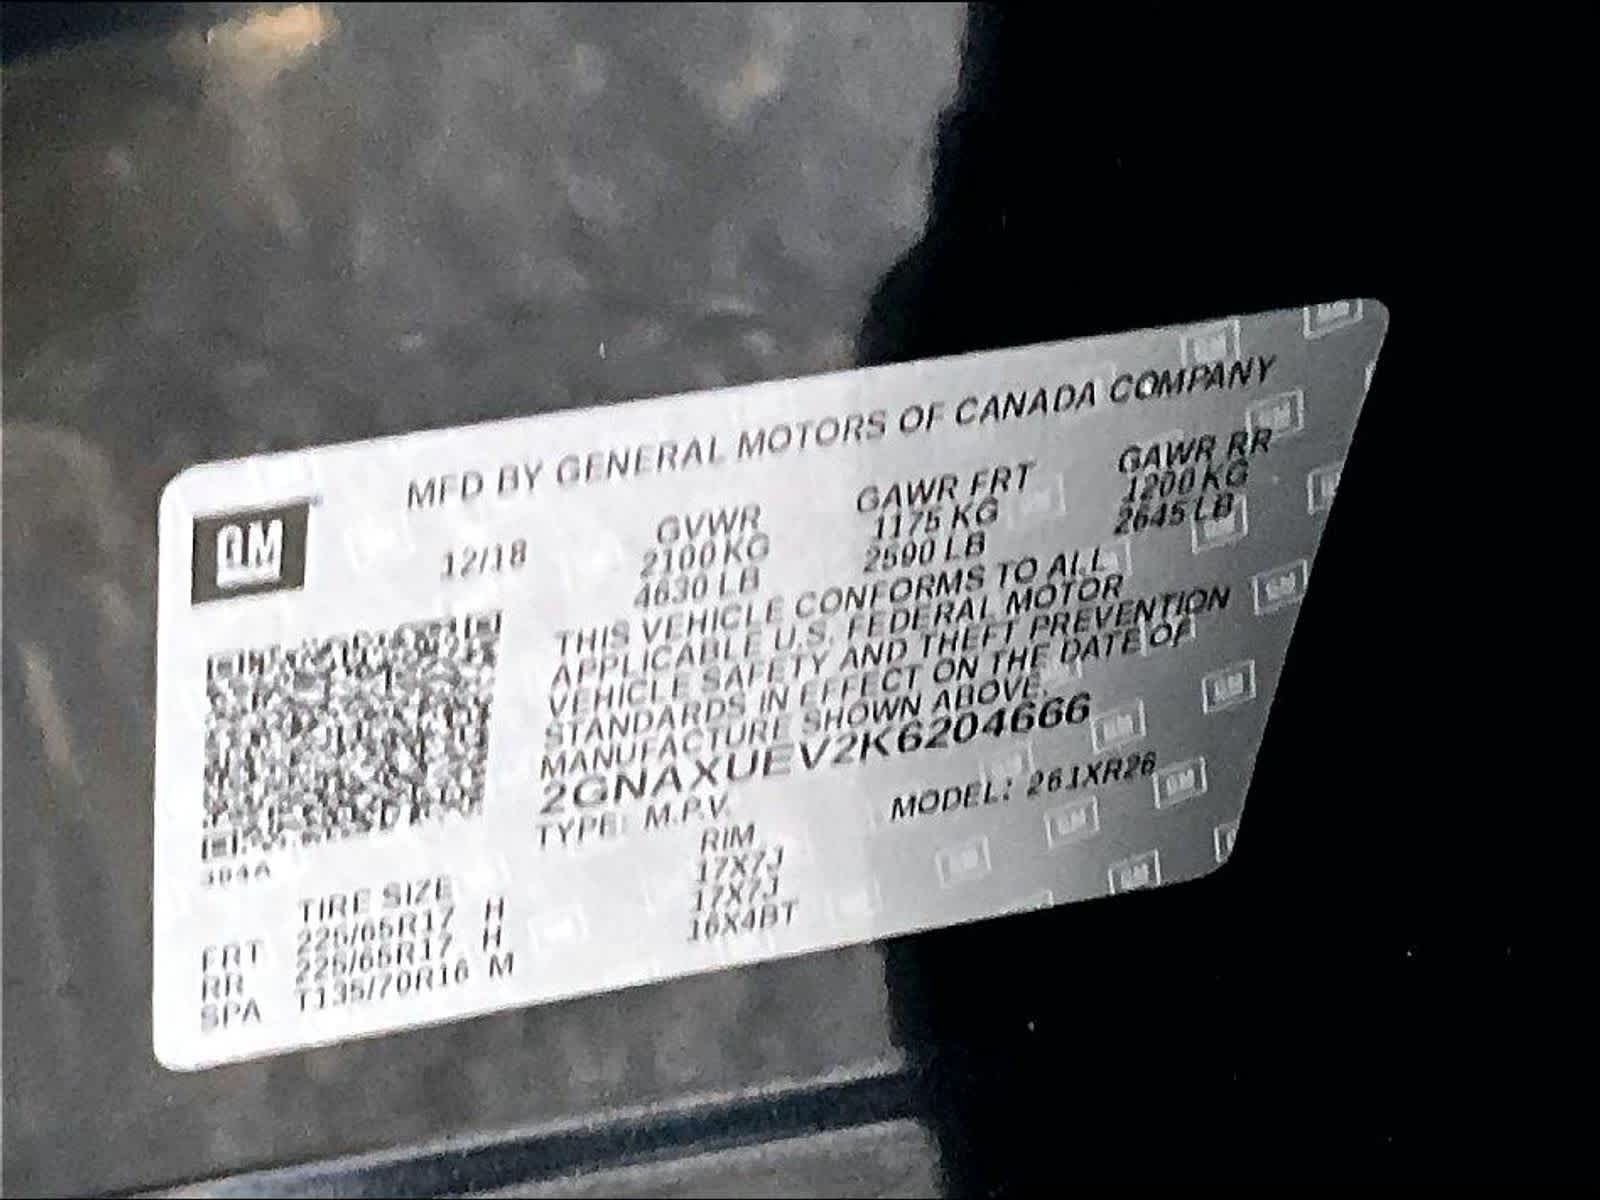 MFD BY GENERAL MOTORS OF CANADA COMPANY
GM
12/18
GVWR GAWR FRT GAWR RR
2100 KG 1175 KG 1200 KG
4630 LB 2590 LB 2645 LB
THIS VEHICLE CONFORMS TO ALL
APPLICABLE U.S. FEDERAL MOTOR
VEHICLE SAFETY AND THEFT PREVENTION
STANDARDS IN EFFECT ON THE DATE OF
MANUFACTURE SHOWN ABOVE.
2GNAXUEV2K6204666
TYPE: M.P.V. MODEL: 261XR26
TIRE SIZE RIM
FRT 225/65R17 H 17X7J
RR 225/65R17 H 17X7J
SPA T135/70R16 M 16X4BT